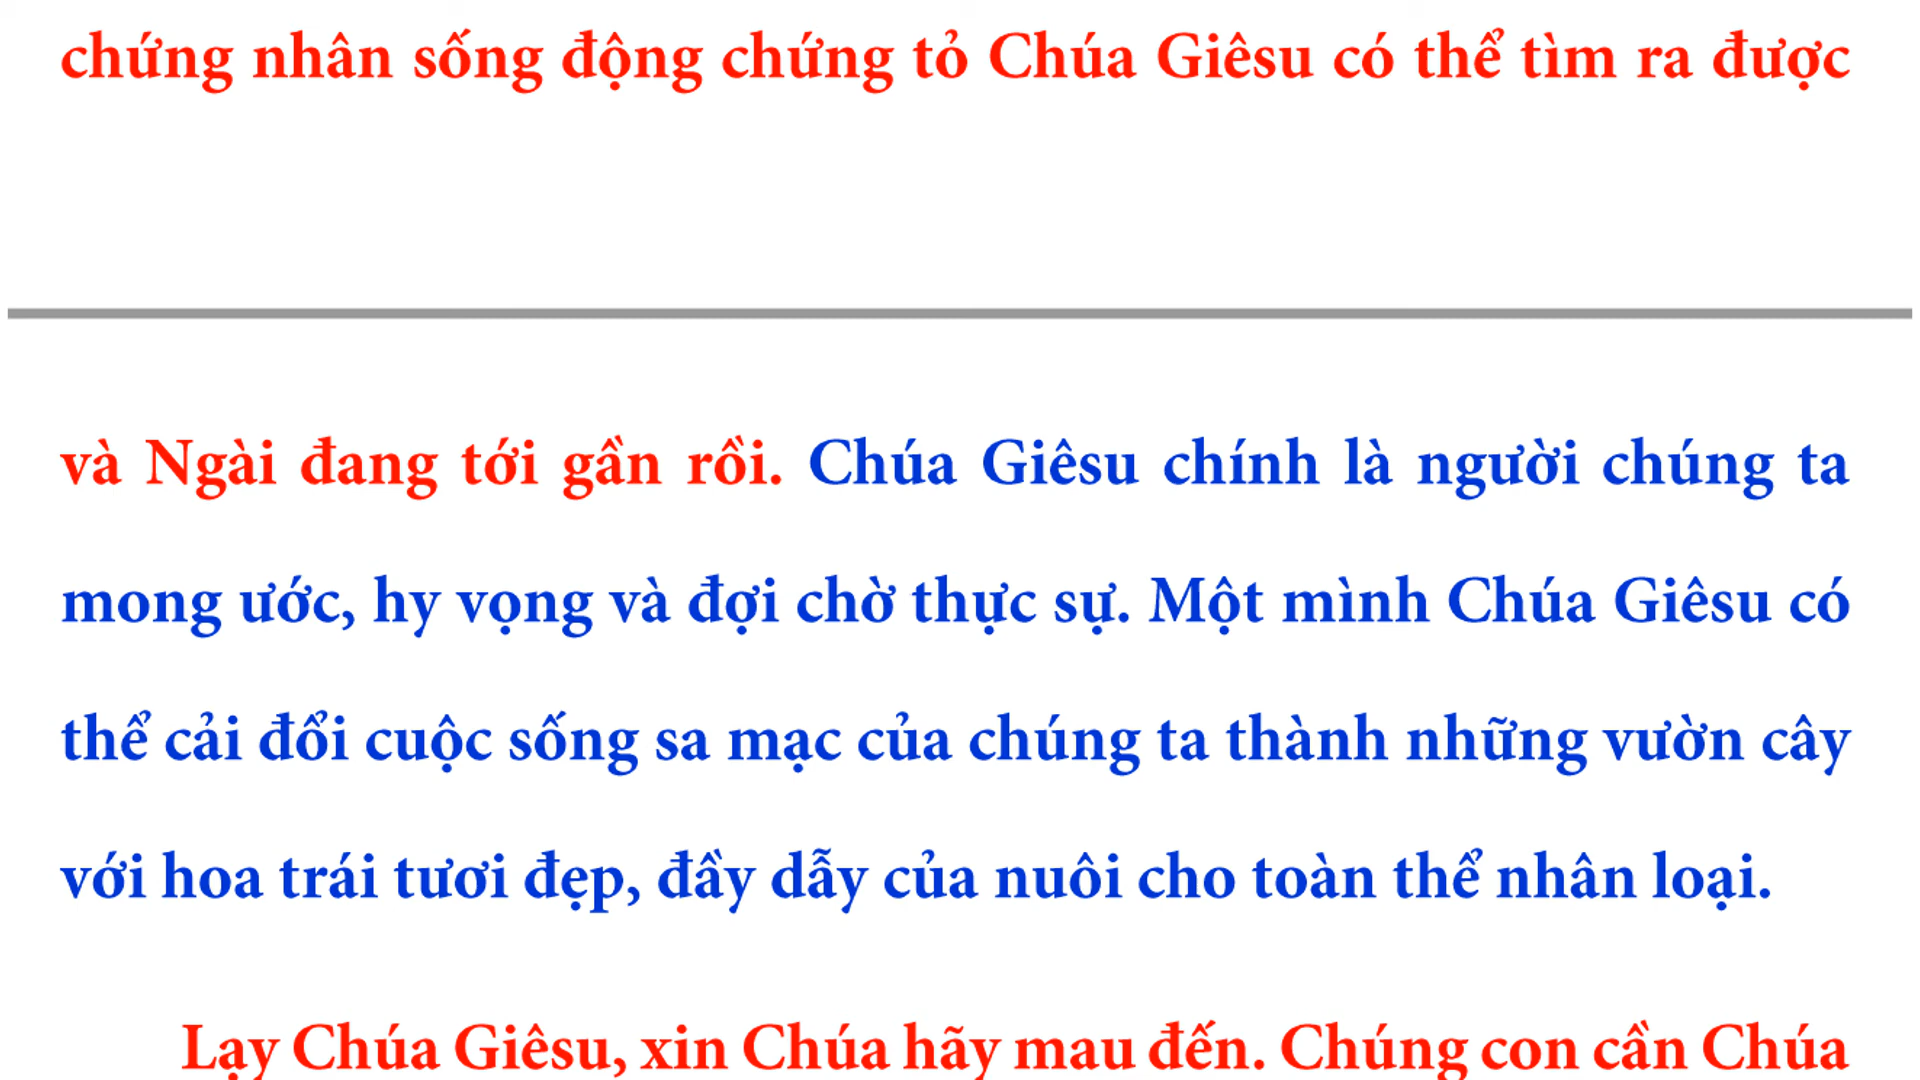 chứng nhân sống động chứng tỏ Chúa Giêsu có thể tìm ra được
và Ngài đang tới gần rồi. Chúa Giêsu chính là người chúng ta
mong ước, hy vọng và đợi chờ thực sự. Một mình Chúa Giêsu có
thể cải đổi cuộc sống sa mạc của chúng ta thành những vườn cây
với hoa trái tươi đẹp, đầy dẫy của nuôi cho toàn thể nhân loại.
Lạy Chúa Giêsu, xin Chúa hãy mau đến. Chúng con cần Chúa